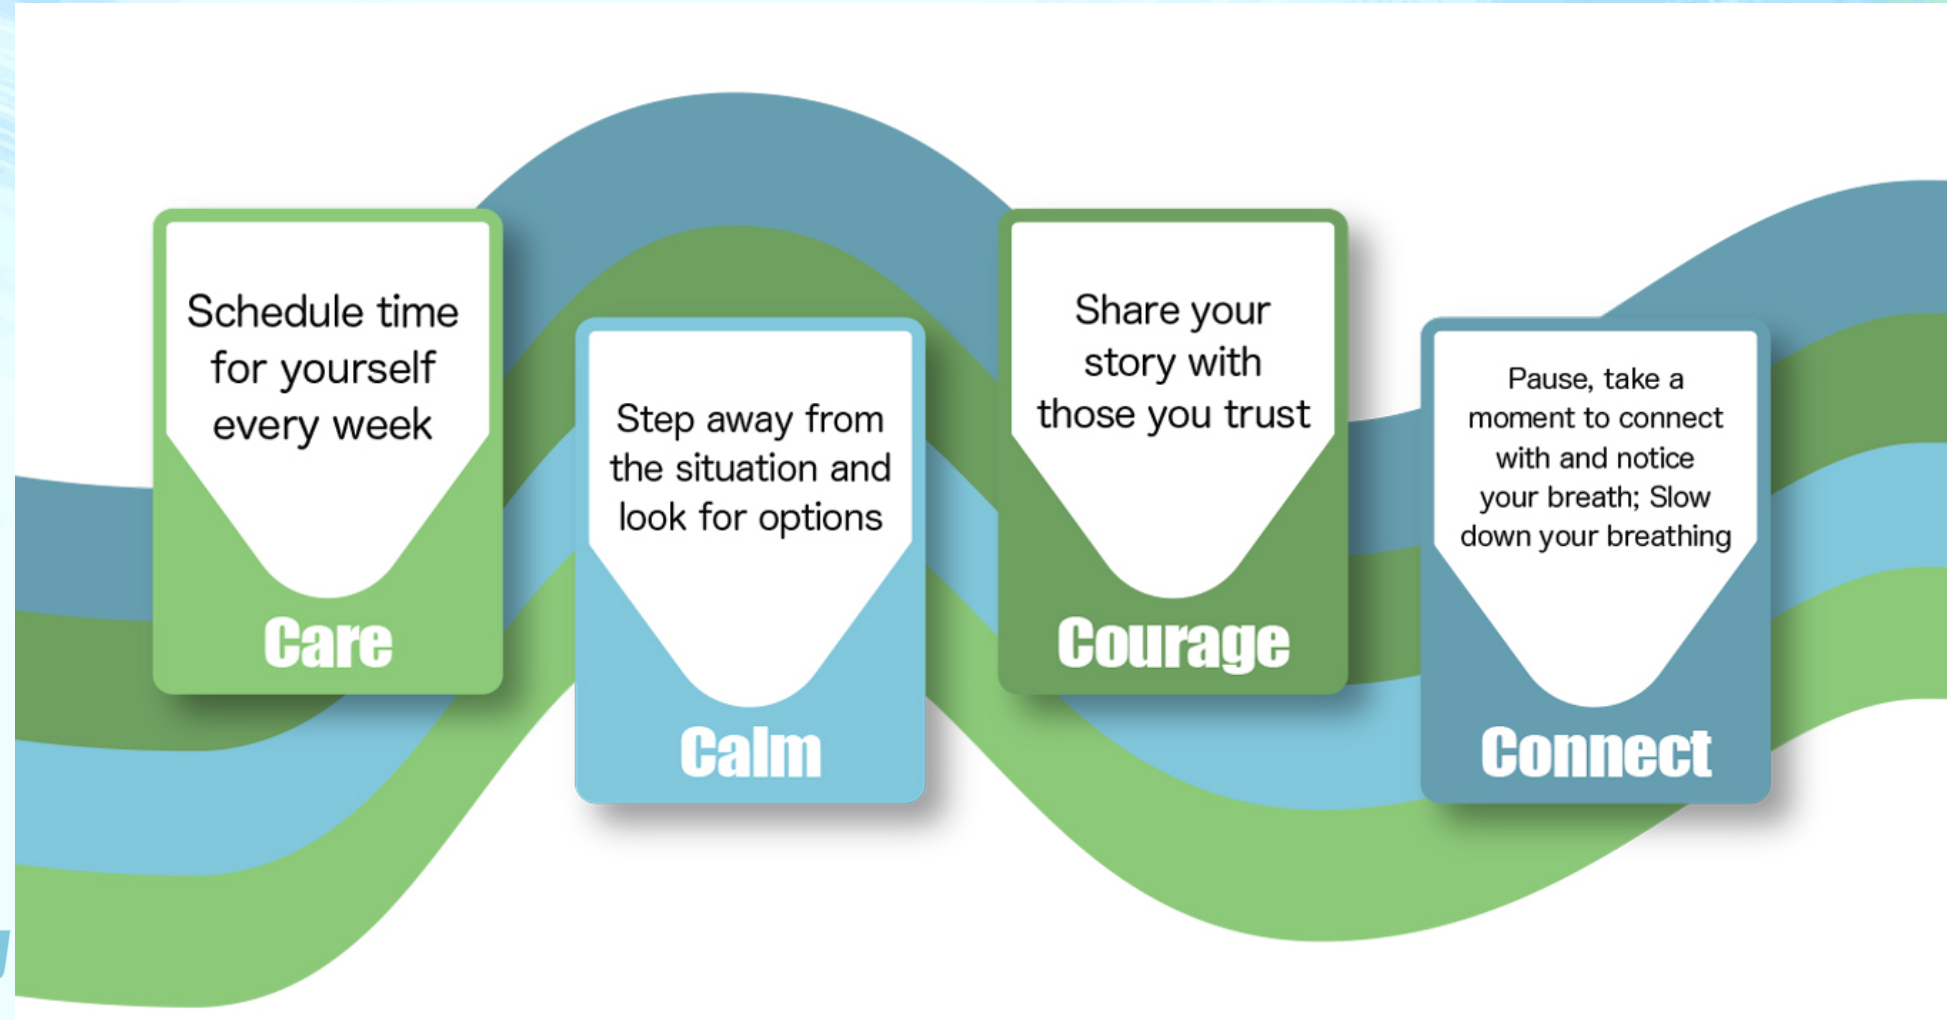 Schedule time
for yourself
every week
Care
Step away from
the situation and
look for options
Calm
Share your
story with
those you trust
Courage
Pause, take a
moment to connect
with and notice
your breath; Slow
down your breathing
Connect